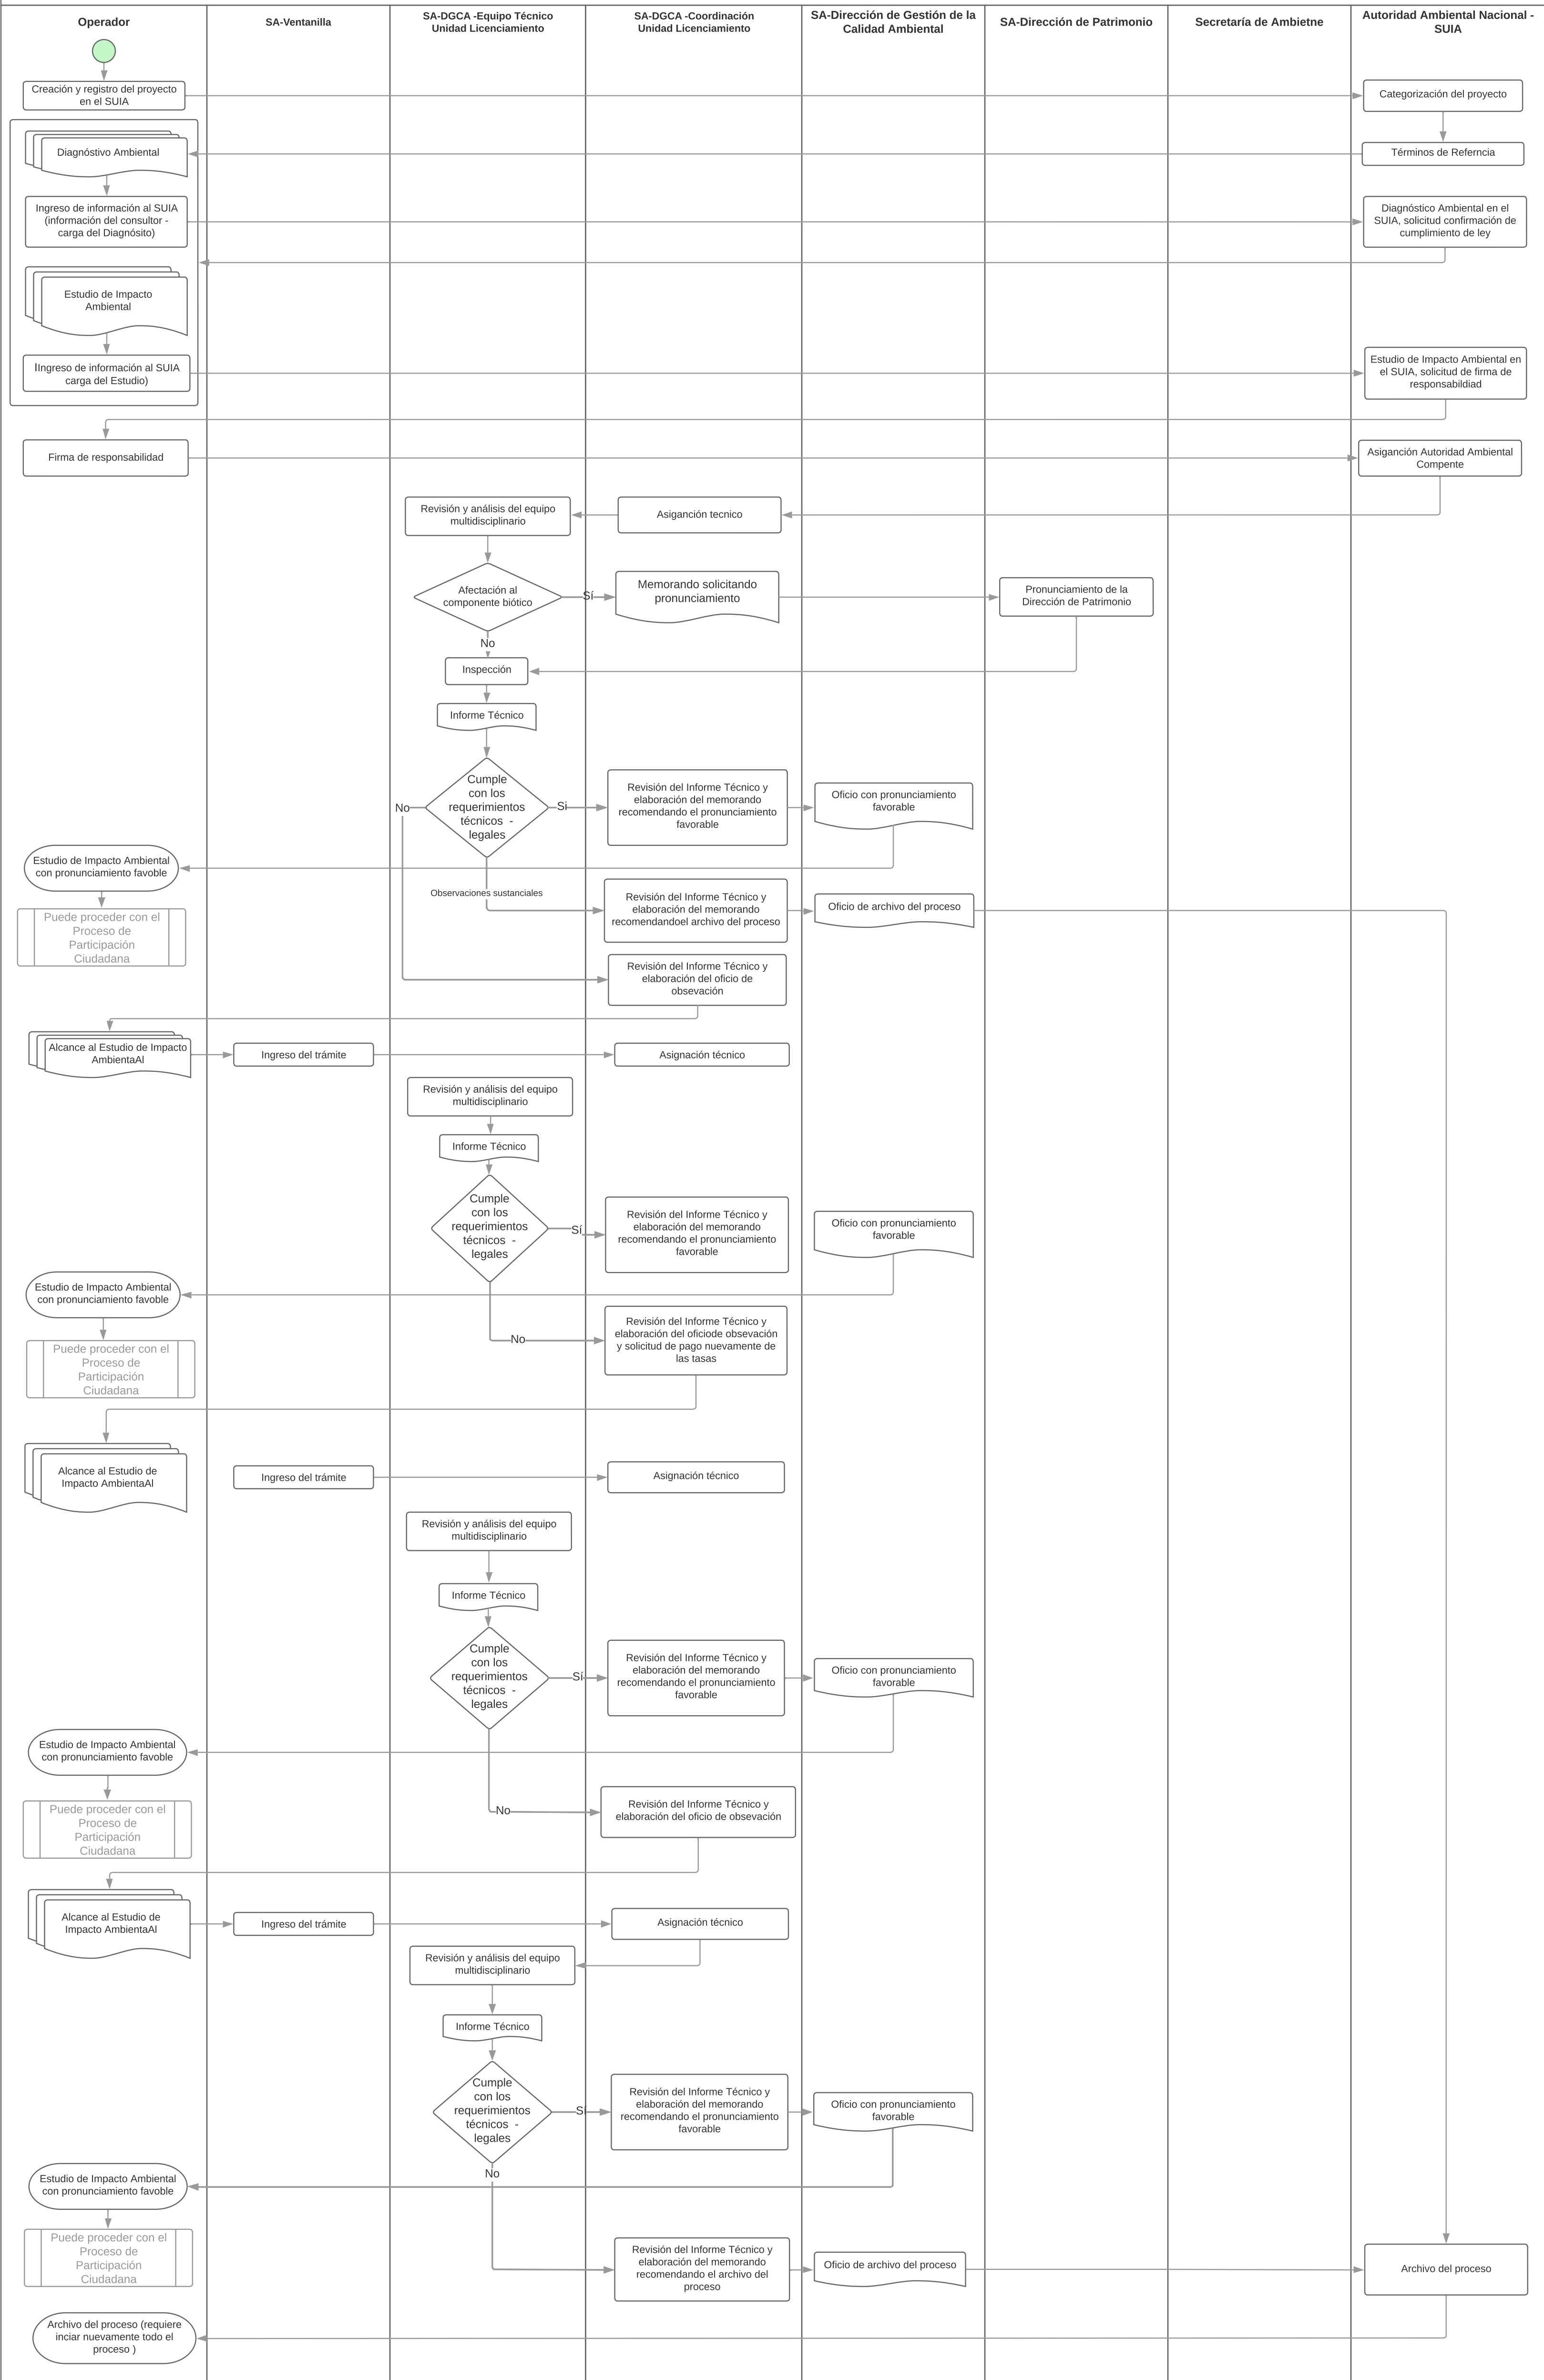 Operador
SA-Ventanilla
SA-DGCA -Equipo Técnico
Unidad Licenciamiento
SA-DGCA -Coordinación
Unidad Licenciamiento
SA-Dirección de Gestión de la
Calidad Ambiental
SA-Dirección de Patrimonio
Secretaría de Ambietne
Autoridad Ambiental Nacional -
SUIA
Creación y registro del proyecto
en el SUIA
Categorización del proyecto
Diagnóstivo Ambiental
Términos de Referncia
Ingreso de información al SUIA
(información del consultor -
carga del Diagnósito)
Diagnóstico Ambiental en el
SUIA, solicitud confirmación de
cumplimiento de ley
Estudio de Impacto
Ambiental
IIngreso de información al SUIA
carga del Estudio)
Estudio de Impacto Ambiental en
el SUIA, solicitud de firma de
responsabildiad
Firma de responsabilidad
Asiganción Autoridad Ambiental
Compente
Revisión y análisis del equipo
multidisciplinario
Asiganción tecnico
Afectación al
componente biótico
Sí
Memorando solicitando
pronunciamiento
Pronunciamiento de la
Dirección de Patrimonio
No
Inspección
Informe Técnico
Cumple
con los
requerimientos
técnicos -
legales
No
Si
Revisión del Informe Técnico y
elaboración del memorando
recomendando el pronunciamiento
favorable
Oficio con pronunciamiento
favorable
Estudio de Impacto Ambiental
con pronunciamiento favoble
Observaciones sustanciales
Revisión del Informe Técnico y
elaboración del memorando
recomendandoel archivo del proceso
Oficio de archivo del proceso
Puede proceder con el
Proceso de
Participación
Ciudadana
Revisión del Informe Técnico y
elaboración del oficio de
obsevación
Alcance al Estudio de Impacto
AmbientaAl
Ingreso del trámite
Asignación técnico
Revisión y análisis del equipo
multidisciplinario
Informe Técnico
Cumple
con los
requerimientos
técnicos -
legales
Sí
Revisión del Informe Técnico y
elaboración del memorando
recomendando el pronunciamiento
favorable
Oficio con pronunciamiento
favorable
Estudio de Impacto Ambiental
con pronunciamiento favoble
No
Revisión del Informe Técnico y
elaboración del oficiode obsevación
y solicitud de pago nuevamente de
las tasas
Puede proceder con el
Proceso de
Participación
Ciudadana
Alcance al Estudio de
Impacto AmbientaAl
Ingreso del trámite
Asignación técnico
Revisión y análisis del equipo
multidisciplinario
Informe Técnico
Cumple
con los
requerimientos
técnicos -
legales
Sí
Revisión del Informe Técnico y
elaboración del memorando
recomendando el pronunciamiento
favorable
Oficio con pronunciamiento
favorable
Estudio de Impacto Ambiental
con pronunciamiento favoble
No
Revisión del Informe Técnico y
elaboración del oficio de obsevación
Puede proceder con el
Proceso de
Participación
Ciudadana
Alcance al Estudio de
Impacto AmbientaAl
Ingreso del trámite
Asignación técnico
Revisión y análisis del equipo
multidisciplinario
Informe Técnico
Cumple
con los
requerimientos
técnicos -
legales
Sí
Revisión del Informe Técnico y
elaboración del memorando
recomendando el pronunciamiento
favorable
Oficio con pronunciamiento
favorable
No
Estudio de Impacto Ambiental
con pronunciamiento favoble
Puede proceder con el
Proceso de
Participación
Ciudadana
Revisión del Informe Técnico y
elaboración del memorando
recomendando el archivo del
proceso
Oficio de archivo del proceso
Archivo del proceso
Archivo del proceso (requiere
inciar nuevamente todo el
proceso )